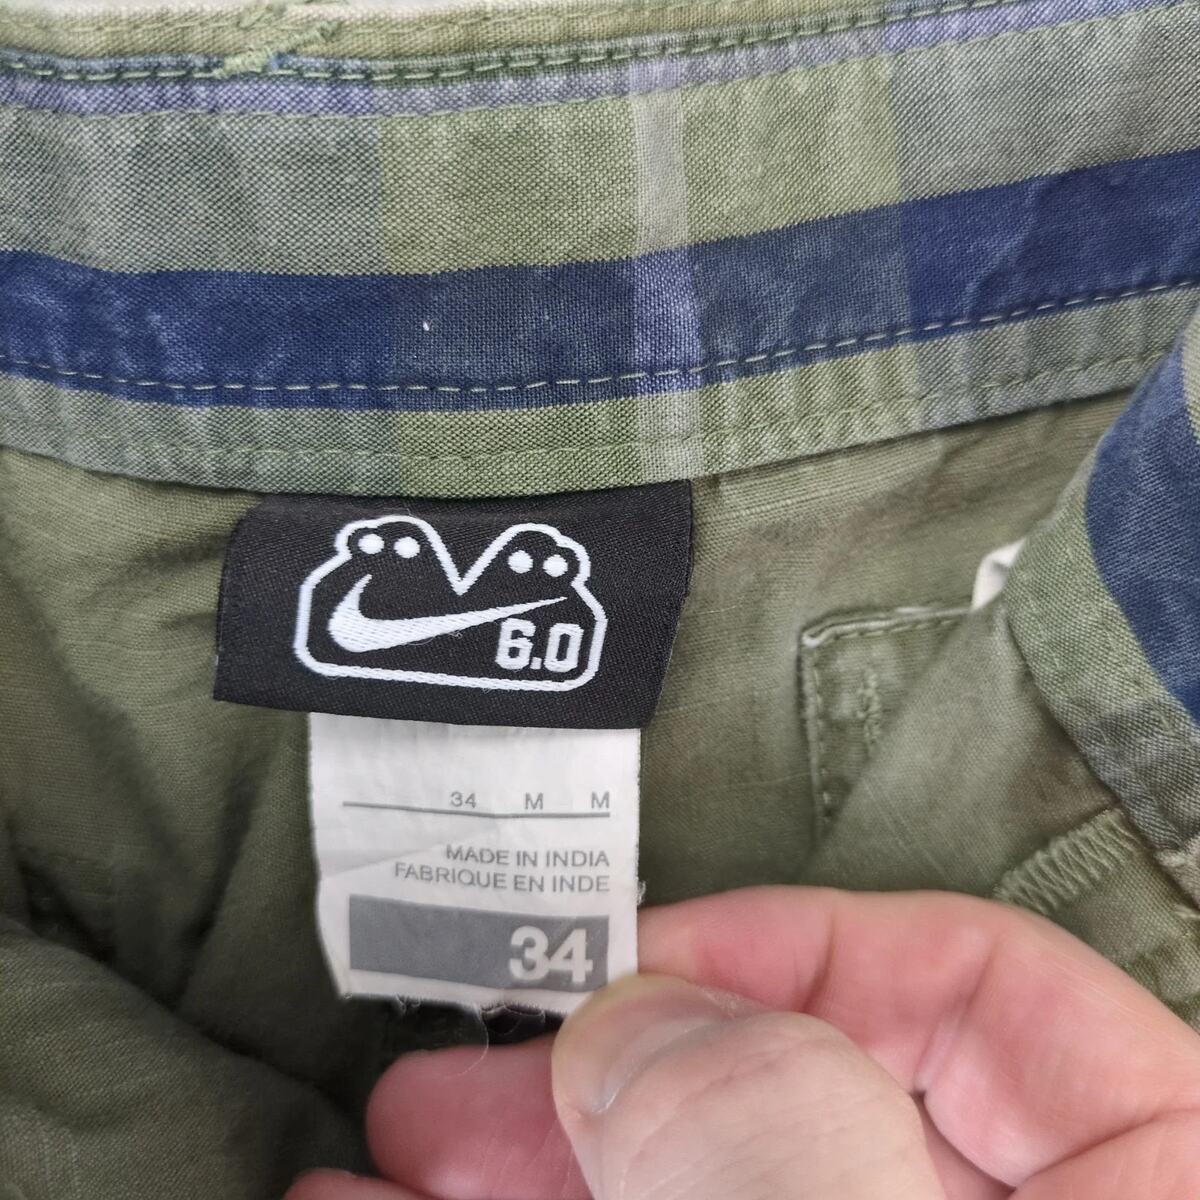 6.0
34 M M
MADE IN INDIA
FABRIQUE EN INDE
34